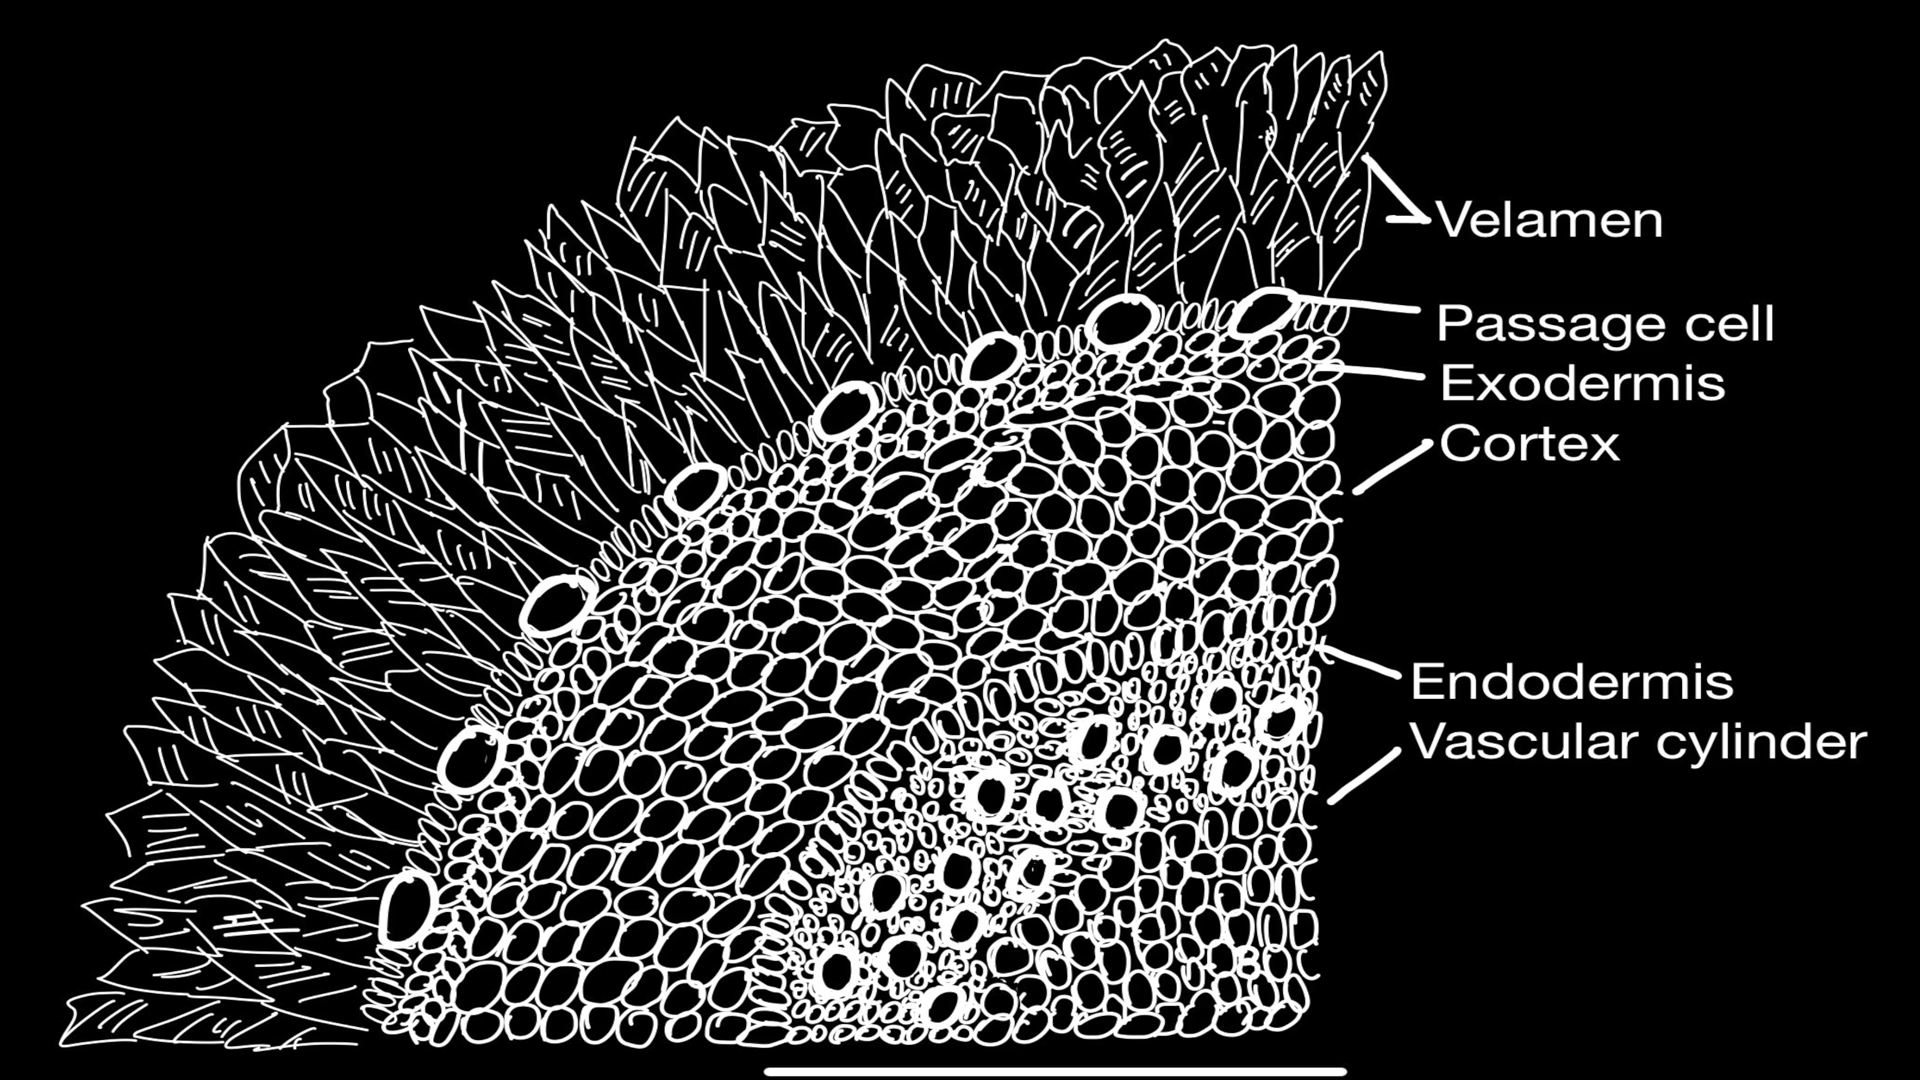 Velamen
Passage cell
Exodermis
Cortex
Endodermis
Vascular cylinder